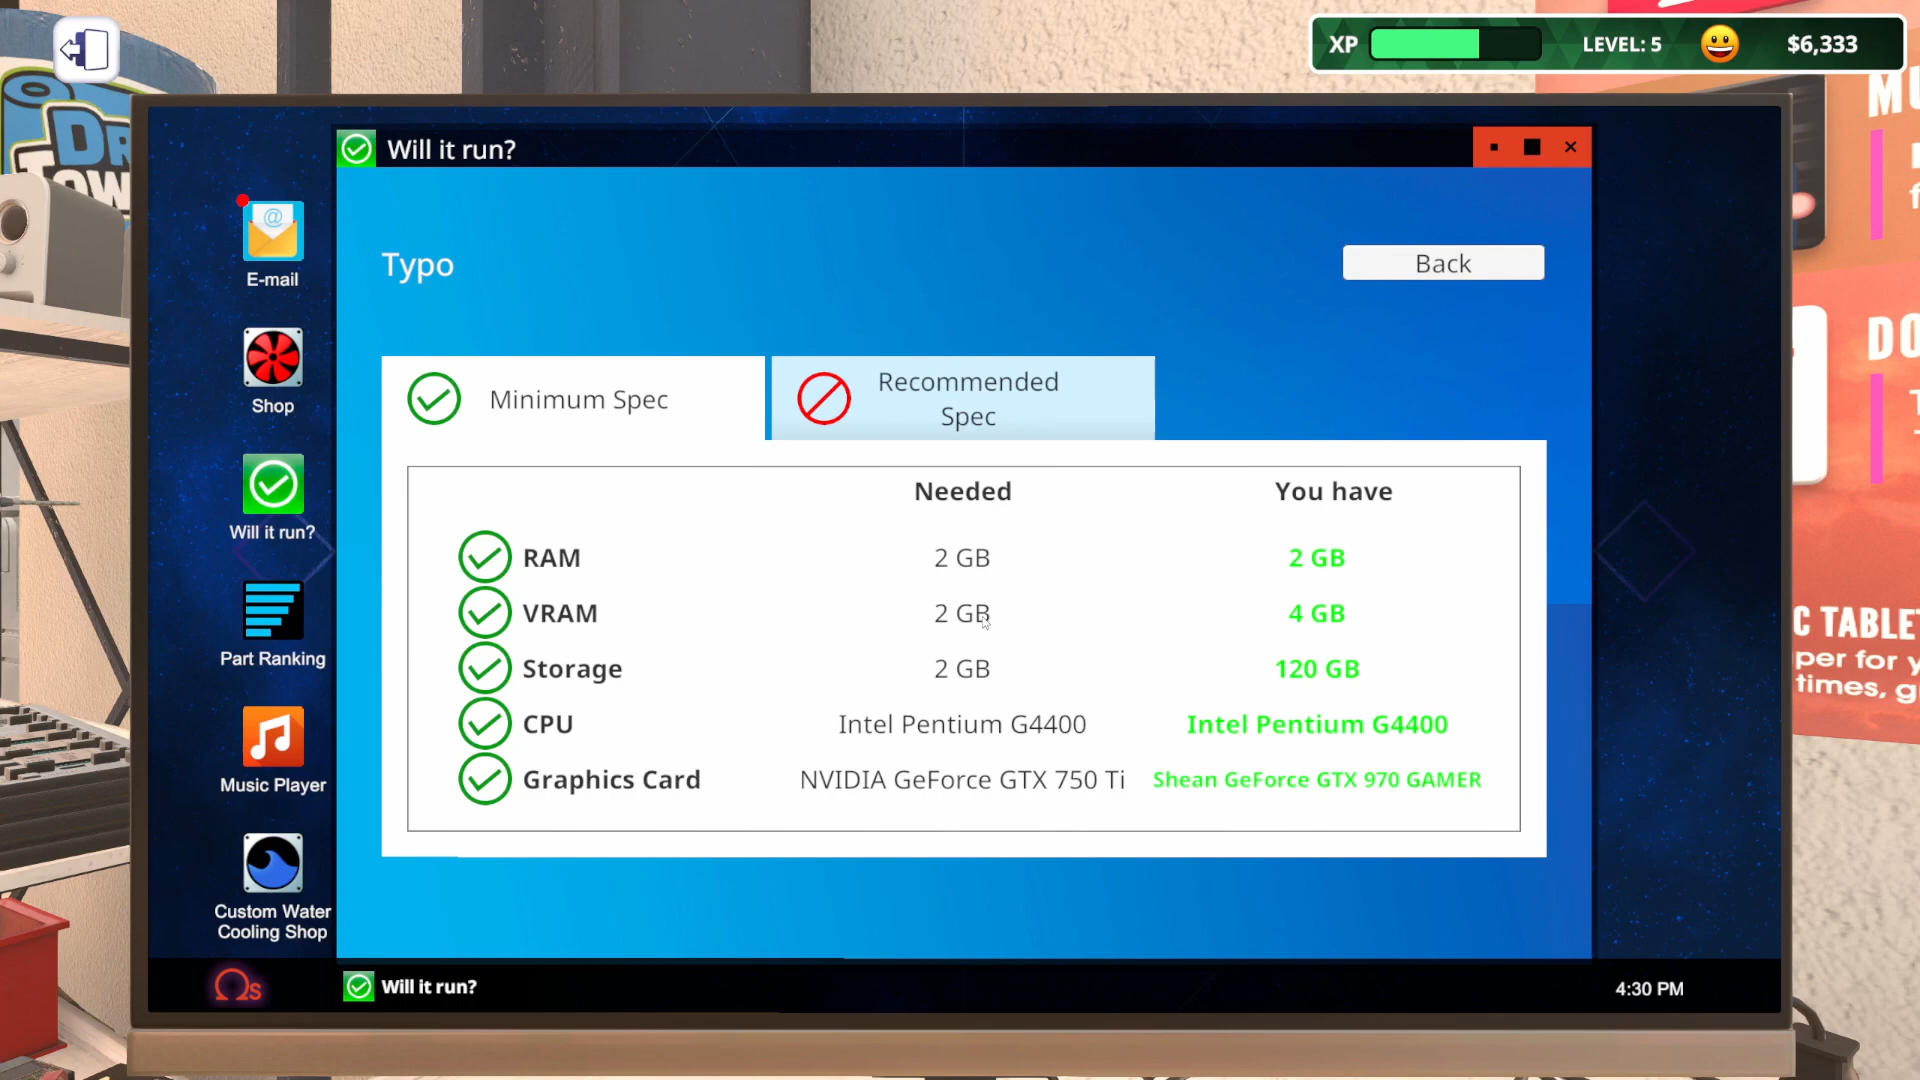 XP
LEVEL: 5
$6,333
Will it run?
Typo
Back
E-mail
Shop
Will it run?
Part Ranking
Music Player
Custom Water
Cooling Shop
Minimum Spec
Recommended
Spec
Needed
You have
RAM
2 GB
2 GB
VRAM
2 GB
4 GB
Storage
2 GB
120 GB
CPU
Intel Pentium G4400
Intel Pentium G4400
Graphics Card
NVIDIA GeForce GTX 750 Ti
Shean GeForce GTX 970 GAMER
Ωs
Will it run?
4:30 PM
C TABLET
per for y
times, g